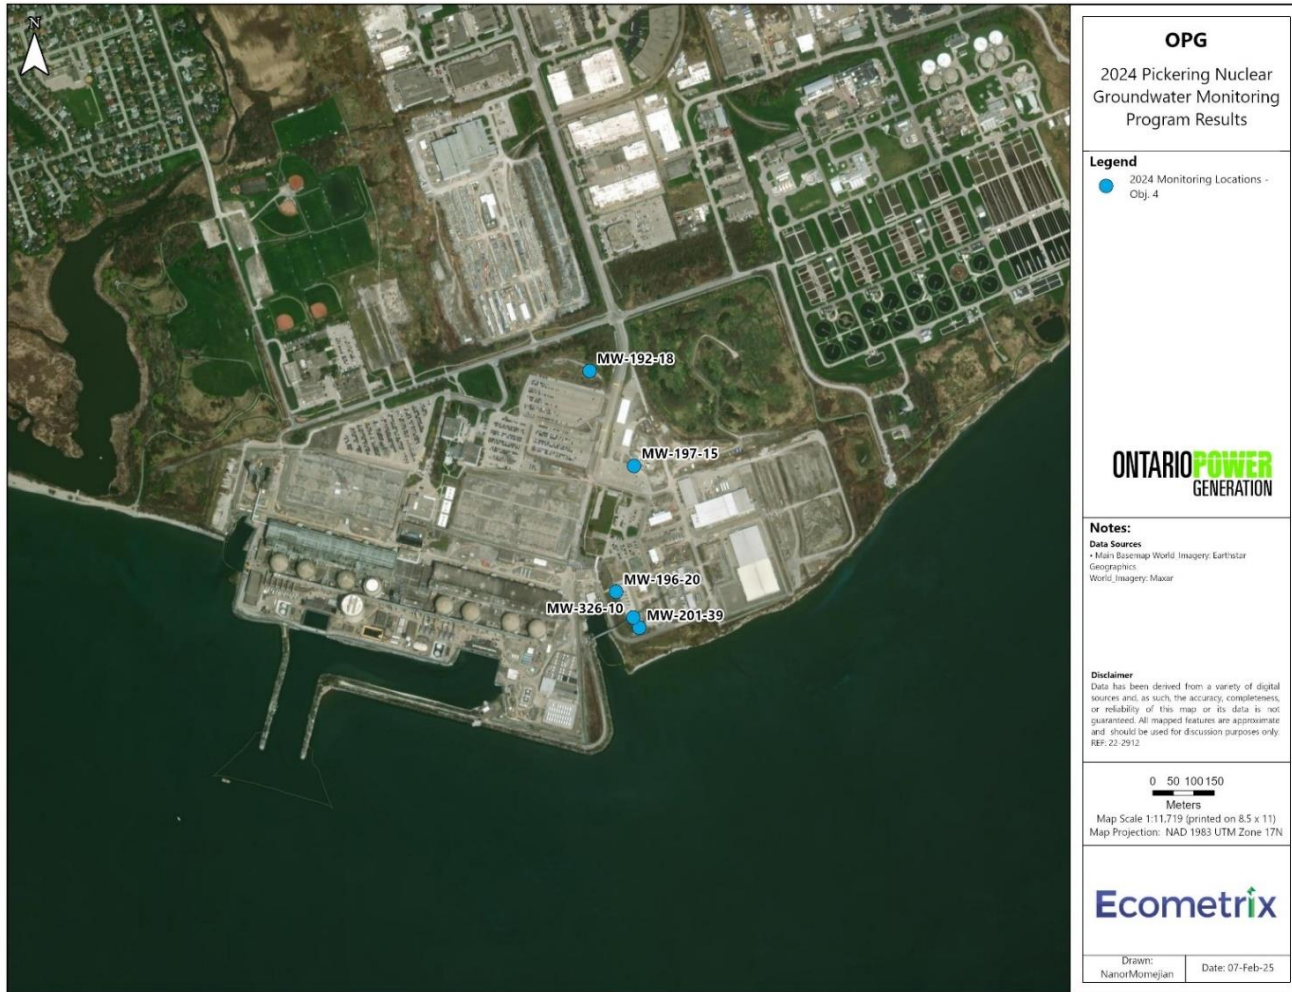 N
MW-192-18
MW-197-15
MW-196-20
MW-326-10
MW-201-39
OPG
2024 Pickering Nuclear
Groundwater Monitoring
Program Results
Legend
2024 Monitoring Locations -
Obj. 4
ONTARIOPOWER
GENERATION
Notes:
Data Sources
• Main Basemap World Imagery: Earthstar
Geographics
World_Imagery: Maxar
Disclaimer
Data has been derived from a variety of digital
sources and, as such, the accuracy, completeness,
or reliability of this map or its data is not
guaranteed. All mapped features are approximate
and should be used for discussion purposes only.
REF: 22-2912
0 50 100 150
Meters
Map Scale 1:11,719 (printed on 8.5 x 11)
Map Projection: NAD 1983 UTM Zone 17N
Ecometrix
Drawn:
NanorMomejian
Date: 07-Feb-25